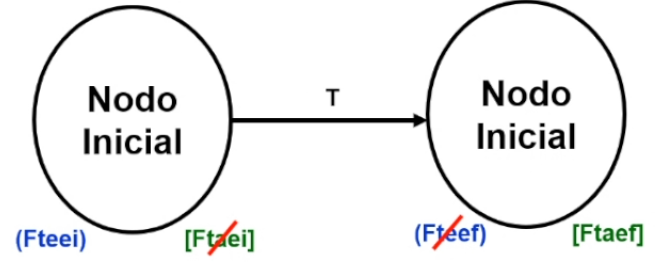 Nodo
Inicial
T
Nodo
Inicial
(Fteei)
[Ftaei]
(Fteef)
[Ftaef]